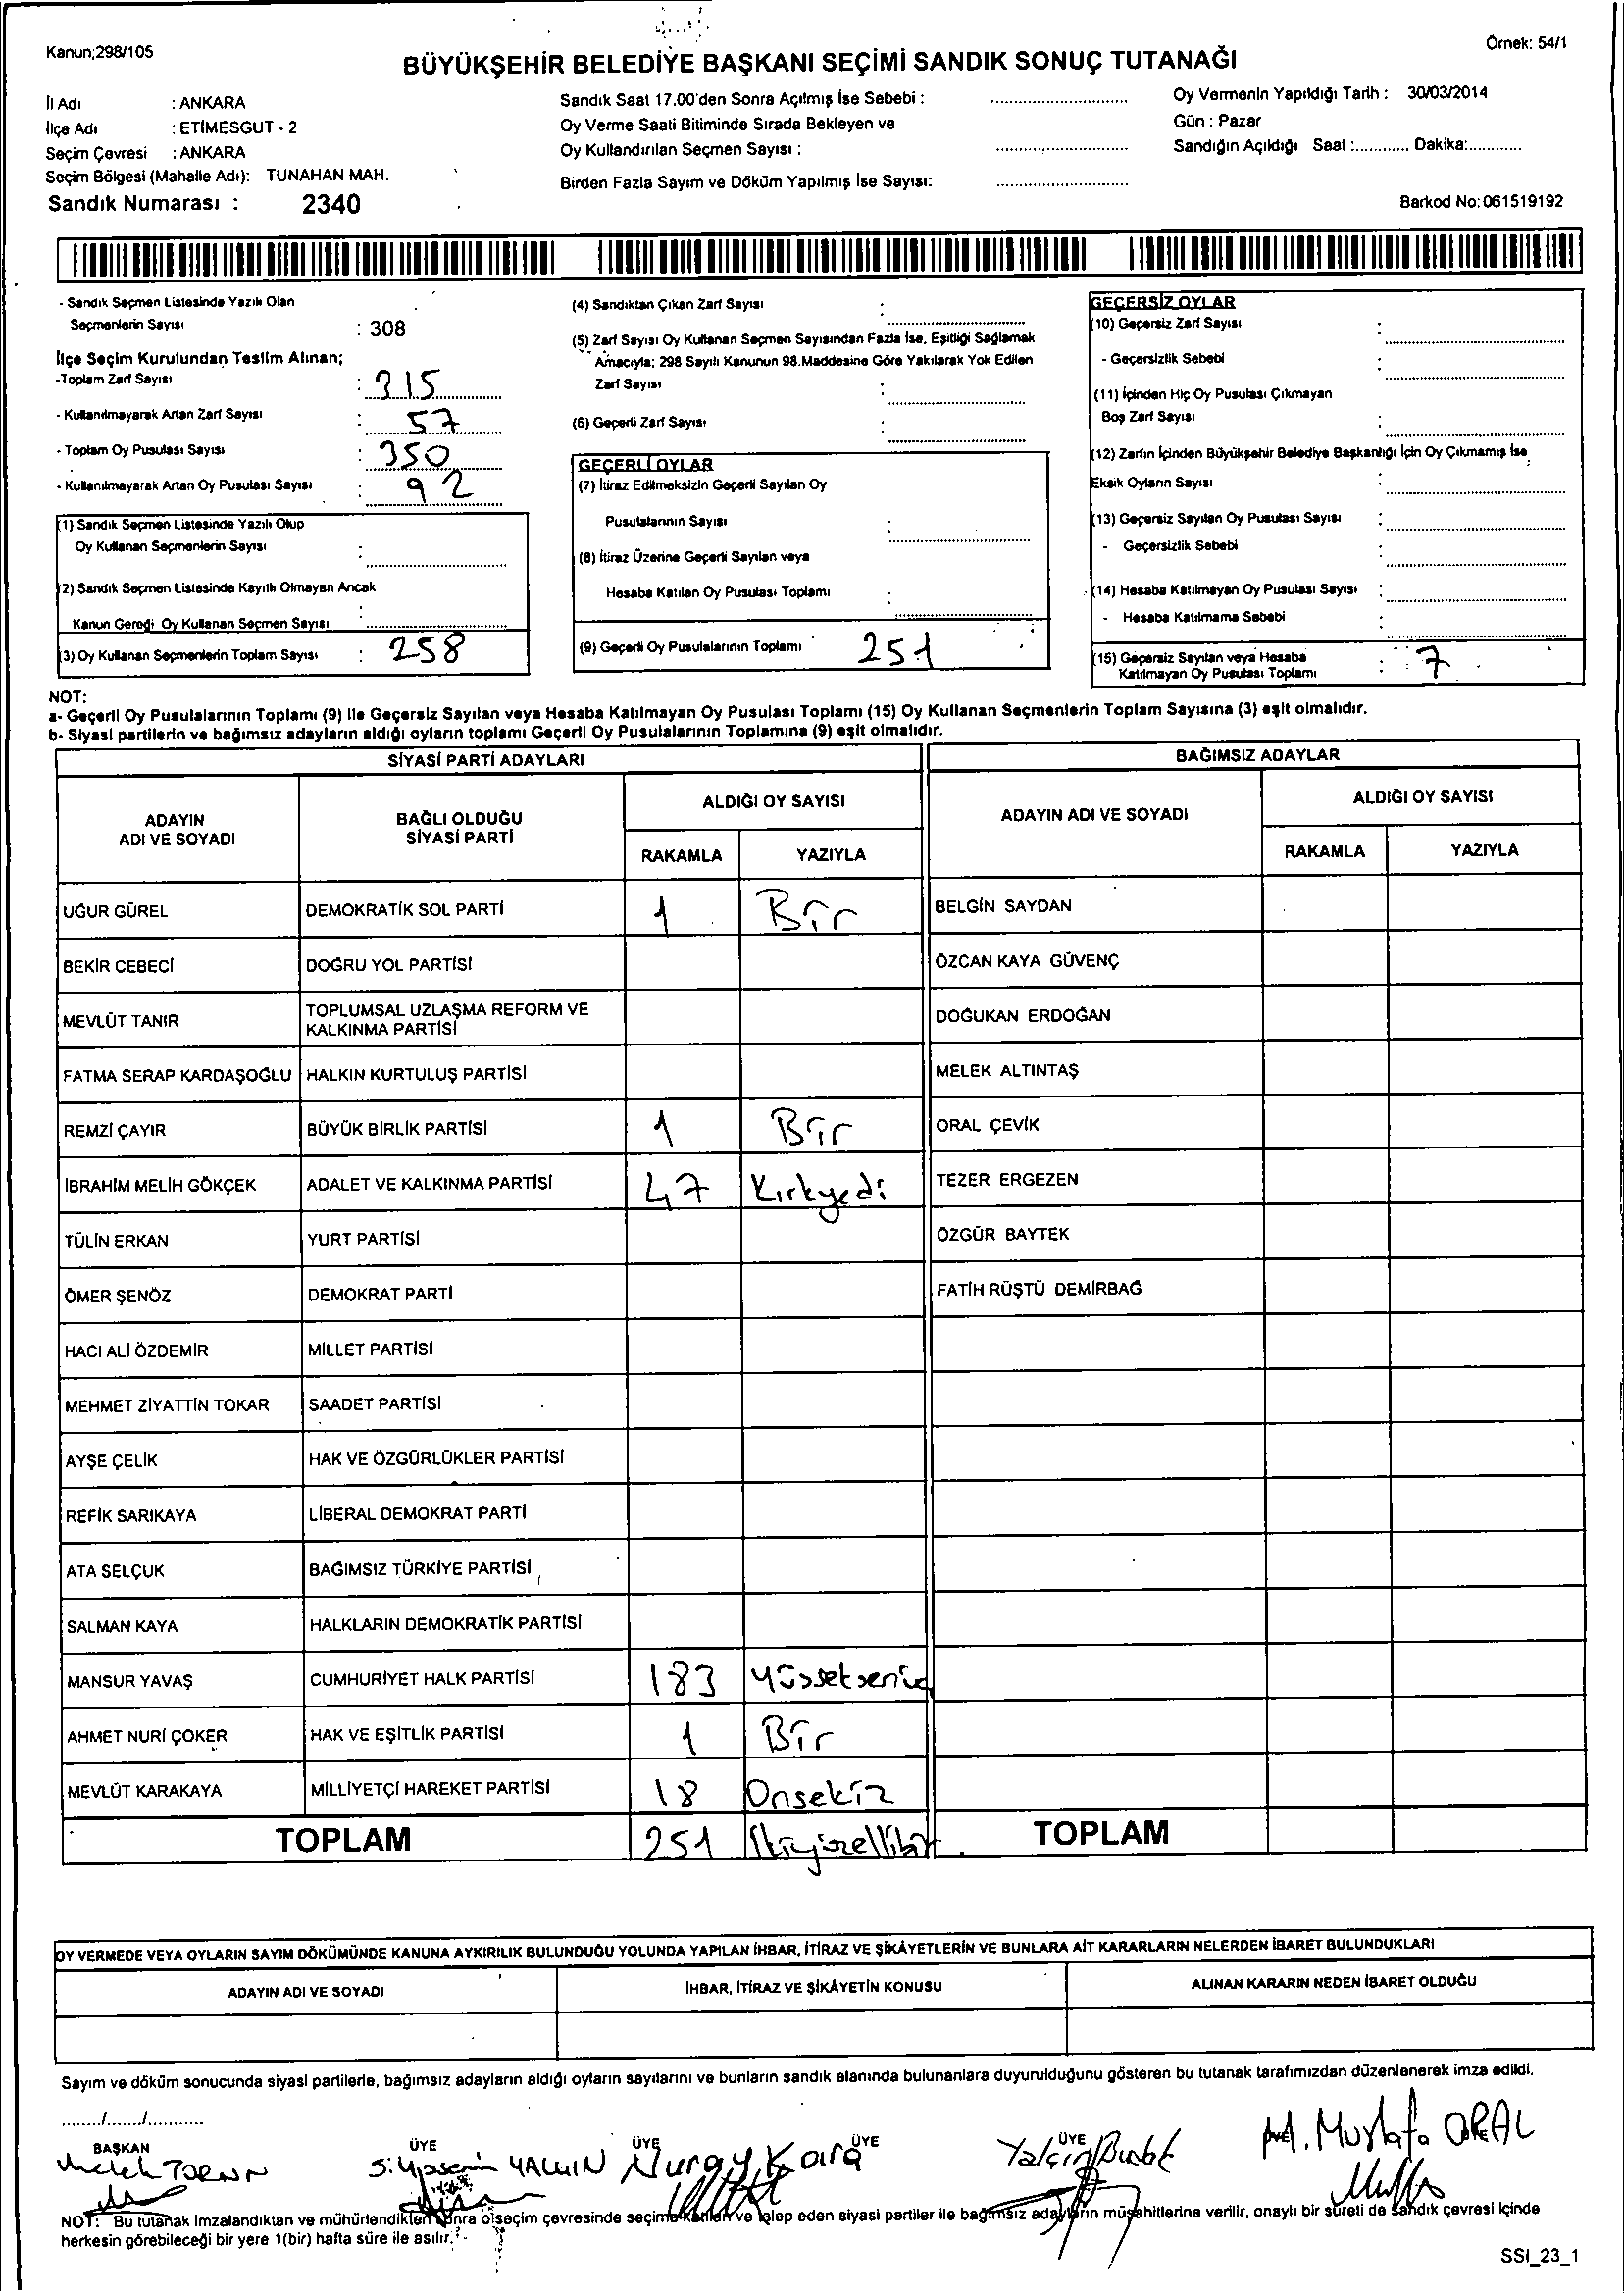 Kanun;298/105
Örnek: 54/1
BÜYÜKŞEHİR BELEDİYE BAŞKANI SEÇİMİ SANDIK SONUÇ TUTANAĞI
İl Adı : ANKARA
İlçe Adı : ETİMESGUT - 2
Seçim Çevresi : ANKARA
Seçim Bölgesi (Mahalle Adı): TUNAHAN MAH.
Sandık Numarası : 2340
Sandık Saat 17.00'den Sonra Açılmış İse Sebebi :
Oy Verme Saati Bitiminde Sırada Bekleyen ve
Oy Kullandırılan Seçmen Sayısı :
Birden Fazla Sayım ve Döküm Yapılmış İse Sayısı:
Oy Vermenin Yapıldığı Tarih : 30/03/2014
Gün : Pazar
Sandığın Açıldığı Saat :............ Dakika:............
Barkod No:061519192
- Sandık Seçmen Listesinde Yazılı Olan
Seçmenlerin Sayısı : 308
İlçe Seçim Kurulundan Teslim Alınan;
-Toplam Zarf Sayısı : 315
- Kullanılmayarak Artan Zarf Sayısı : 57
- Toplam Oy Pusulası Sayısı : 350
- Kullanılmayarak Artan Oy Pusulası Sayısı : 92
(1) Sandık Seçmen Listesinde Yazılı Olup
Oy Kullanan Seçmenlerin Sayısı :
(2) Sandık Seçmen Listesinde Kayıtlı Olmayan Ancak
Kanun Gereği Oy Kullanan Seçmen Sayısı :
(3) Oy Kullanan Seçmenlerin Toplam Sayısı : 258
(4) Sandıktan Çıkan Zarf Sayısı :
(5) Zarf Sayısı Oy Kullanan Seçmen Sayısından Fazla İse, Eşitliği Sağlamak
Amacıyla; 298 Sayılı Kanunun 98.Maddesine Göre Yakılarak Yok Edilen
Zarf Sayısı :
(6) Geçerli Zarf Sayısı :
GEÇERLİ OYLAR
(7) İtiraz Edilmeksizin Geçerli Sayılan Oy
Pusulalarının Sayısı :
(8) İtiraz Üzerine Geçerli Sayılan veya
Hesaba Katılan Oy Pusulası Toplamı :
(9) Geçerli Oy Pusulalarının Toplamı : 251
GEÇERSİZ OYLAR
(10) Geçersiz Zarf Sayısı :
- Geçersizlik Sebebi :
(11) İçinden Hiç Oy Pusulası Çıkmayan
Boş Zarf Sayısı :
(12) Zarfın İçinden Büyükşehir Belediye Başkanlığı İçin Oy Çıkmamış İse
Eksik Oyların Sayısı :
(13) Geçersiz Sayılan Oy Pusulası Sayısı :
- Geçersizlik Sebebi :
(14) Hesaba Katılmayan Oy Pusulası Sayısı :
- Hesaba Katılmama Sebebi :
(15) Geçersiz Sayılan veya Hesaba
Katılmayan Oy Pusulası Toplamı : 7
NOT:
a- Geçerli Oy Pusulalarının Toplamı (9) ile Geçersiz Sayılan veya Hesaba Katılmayan Oy Pusulası Toplamı (15) Oy Kullanan Seçmenlerin Toplam Sayısına (3) eşit olmalıdır.
b- Siyasi partilerin ve bağımsız adayların aldığı oyların toplamı Geçerli Oy Pusulalarının Toplamına (9) eşit olmalıdır.
SİYASİ PARTİ ADAYLARI
BAĞIMSIZ ADAYLAR
ADAYIN
ADI VE SOYADI
BAĞLI OLDUĞU
SİYASİ PARTİ
ALDIĞI OY SAYISI
RAKAMLA YAZIYLA
ADAYIN ADI VE SOYADI
ALDIĞI OY SAYISI
RAKAMLA YAZIYLA
UĞUR GÜREL DEMOKRATİK SOL PARTİ 1 Bir BELGİN SAYDAN
BEKİR CEBECİ DOĞRU YOL PARTİSİ ÖZCAN KAYA GÜVENÇ
MEVLÜT TANIR TOPLUMSAL UZLAŞMA REFORM VE
KALKINMA PARTİSİ DOĞUKAN ERDOĞAN
FATMA SERAP KARDAŞOĞLU HALKIN KURTULUŞ PARTİSİ MELEK ALTINTAŞ
REMZİ ÇAYIR BÜYÜK BİRLİK PARTİSİ 1 Bir ORAL ÇEVİK
İBRAHİM MELİH GÖKÇEK ADALET VE KALKINMA PARTİSİ 47 Kırkyedi TEZER ERGEZEN
TÜLİN ERKAN YURT PARTİSİ ÖZGÜR BAYTEK
ÖMER ŞENÖZ DEMOKRAT PARTİ FATİH RÜŞTÜ DEMİRBAĞ
HACI ALİ ÖZDEMİR MİLLET PARTİSİ
MEHMET ZİYATTİN TOKAR SAADET PARTİSİ
AYŞE ÇELİK HAK VE ÖZGÜRLÜKLER PARTİSİ
REFİK SARIKAYA LİBERAL DEMOKRAT PARTİ
ATA SELÇUK BAĞIMSIZ TÜRKİYE PARTİSİ
SALMAN KAYA HALKLARIN DEMOKRATİK PARTİSİ
MANSUR YAVAŞ CUMHURİYET HALK PARTİSİ 183
AHMET NURİ ÇOKER HAK VE EŞİTLİK PARTİSİ 1 Bir
MEVLÜT KARAKAYA MİLLİYETÇİ HAREKET PARTİSİ 18 Onsekiz
TOPLAM 251 İkiyüzellibir TOPLAM
OY VERMEDE VEYA OYLARIN SAYIM DÖKÜMÜNDE KANUNA AYKIRILIK BULUNDUĞU YOLUNDA YAPILAN İHBAR, İTİRAZ VE ŞİKÂYETLERİN VE BUNLARA AİT KARARLARIN NELERDEN İBARET BULUNDUKLARI
ADAYIN ADI VE SOYADI İHBAR, İTİRAZ VE ŞİKÂYETİN KONUSU ALINAN KARARIN NEDEN İBARET OLDUĞU
Sayım ve döküm sonucunda siyasi partilerle, bağımsız adayların aldığı oyların sayılarını ve bunların sandık alanında bulunanlara duyurulduğunu gösteren bu tutanak tarafımızdan düzenlenerek imza edildi.
......../......./...........
BAŞKAN ÜYE ÜYE ÜYE ÜYE
YALÇIN Nuray Kara Yalçın M. Mustafa ORAL
NOT: Bu tutanak imzalandıktan ve mühürlendikten sonra o seçim çevresinde seçime katılan ve talep eden siyasi partiler ile bağımsız adayların müşahitlerine verilir, onaylı bir sureti de sandık çevresi içinde
herkesin görebileceği bir yere 1(bir) hafta süre ile asılır.
SSI_23_1